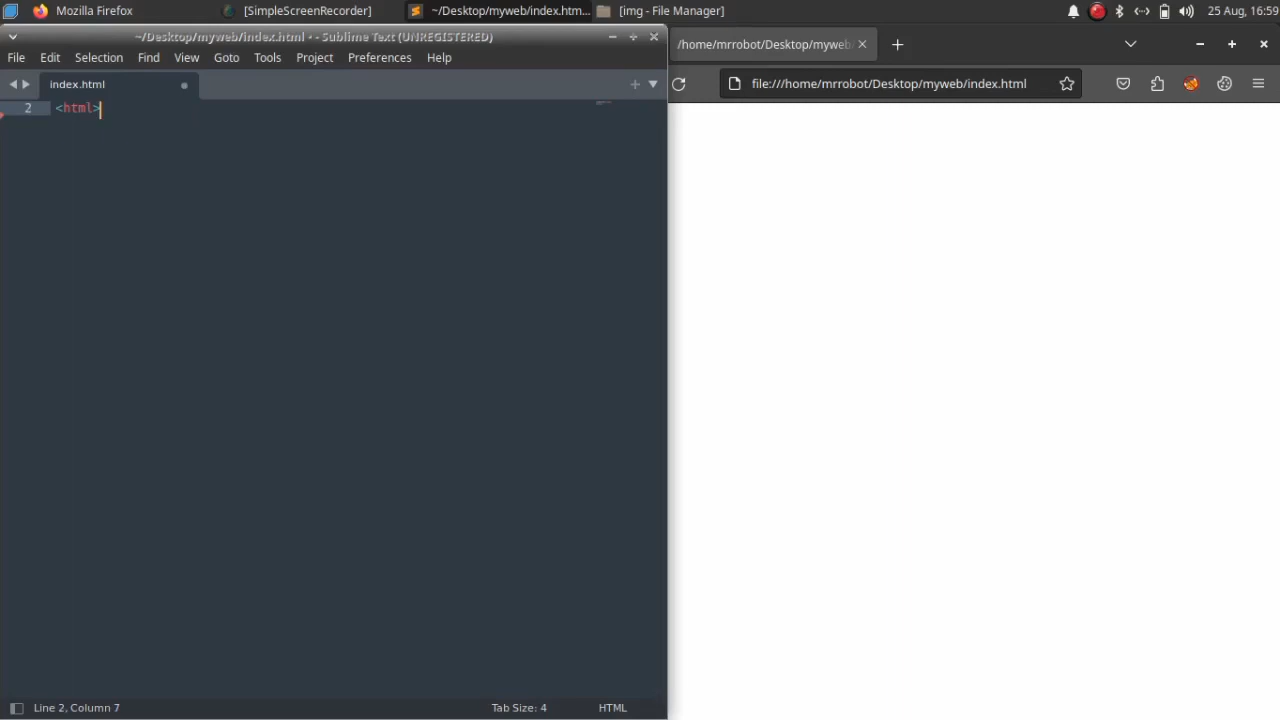 Mozilla Firefox [SimpleScreenRecorder] ~/Desktop/myweb/index.htm... [img - File Manager] 25 Aug, 16:59
~/Desktop/myweb/index.html • - Sublime Text (UNREGISTERED)
/home/mrrobot/Desktop/myweb/
File Edit Selection Find View Goto Tools Project Preferences Help
index.html
file:///home/mrrobot/Desktop/myweb/index.html
2 <html>
Line 2, Column 7 Tab Size: 4 HTML